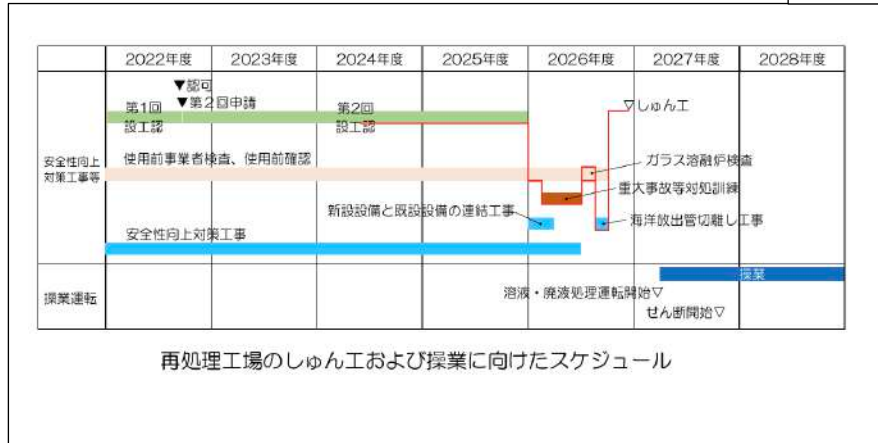 2022年度 2023年度 2024年度 2025年度 2026年度 2027年度 2028年度
▼認可
第1回 ▼第2回申請 第2回
設工認 設工認
▽しゅん工
安全性向上
対策工事等
使用前事業者検査、使用前確認
ガラス溶融炉検査
重大事故等対処訓練
新設設備と既設設備の連結工事
海洋放出管切離し工事
安全性向上対策工事
操業運転
操業
溶液・廃液処理運転開始▽
せん断開始▽
再処理工場のしゅん工および操業に向けたスケジュール